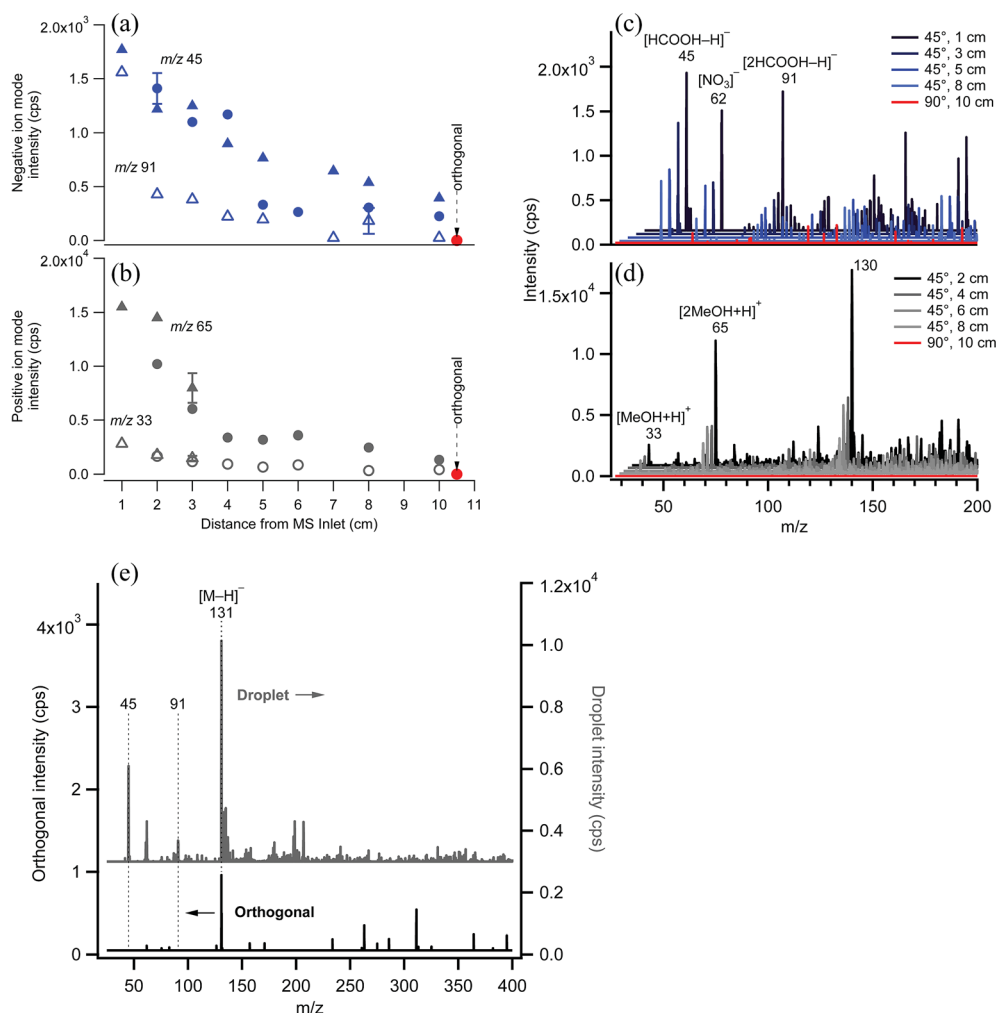 (a)
2.0x10³
1.5
1.0
0.5
0.0
Negative ion mode
intensity (cps)
m/z 45
m/z 91
orthogonal
(b)
2.0x10⁴
1.5
1.0
0.5
0.0
Positive ion mode
intensity (cps)
m/z 65
m/z 33
orthogonal
1 2 3 4 5 6 7 8 9 10 11
Distance from MS Inlet (cm)
(c)
[HCOOH–H]⁻
45
[NO₃]⁻
62
[2HCOOH–H]⁻
91
45°, 1 cm
45°, 3 cm
45°, 5 cm
45°, 8 cm
90°, 10 cm
2.0x10³
1.5
1.0
0.5
0.0
Intensity (cps)
(d)
130
[2MeOH+H]⁺
65
[MeOH+H]⁺
33
45°, 2 cm
45°, 4 cm
45°, 6 cm
45°, 8 cm
90°, 10 cm
1.5x10⁴
1.0
0.5
0.0
50 100 150 200
m/z
(e)
[M–H]⁻
131
45
91
Droplet
Orthogonal
4x10³
3
2
1
0
Orthogonal intensity (cps)
1.2x10⁴
1.0
0.8
0.6
0.4
0.2
0.0
Droplet intensity (cps)
50 100 150 200 250 300 350 400
m/z